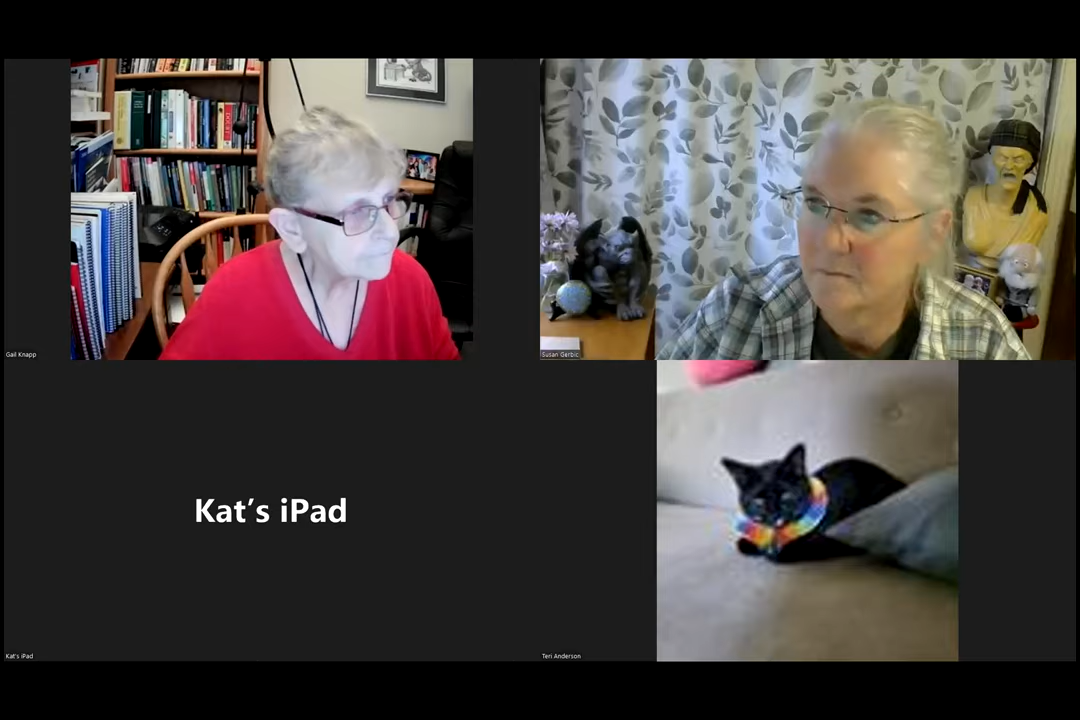 Gail Knapp
Susan Gerbic
Kat's iPad
Kat's iPad
Teri Anderson